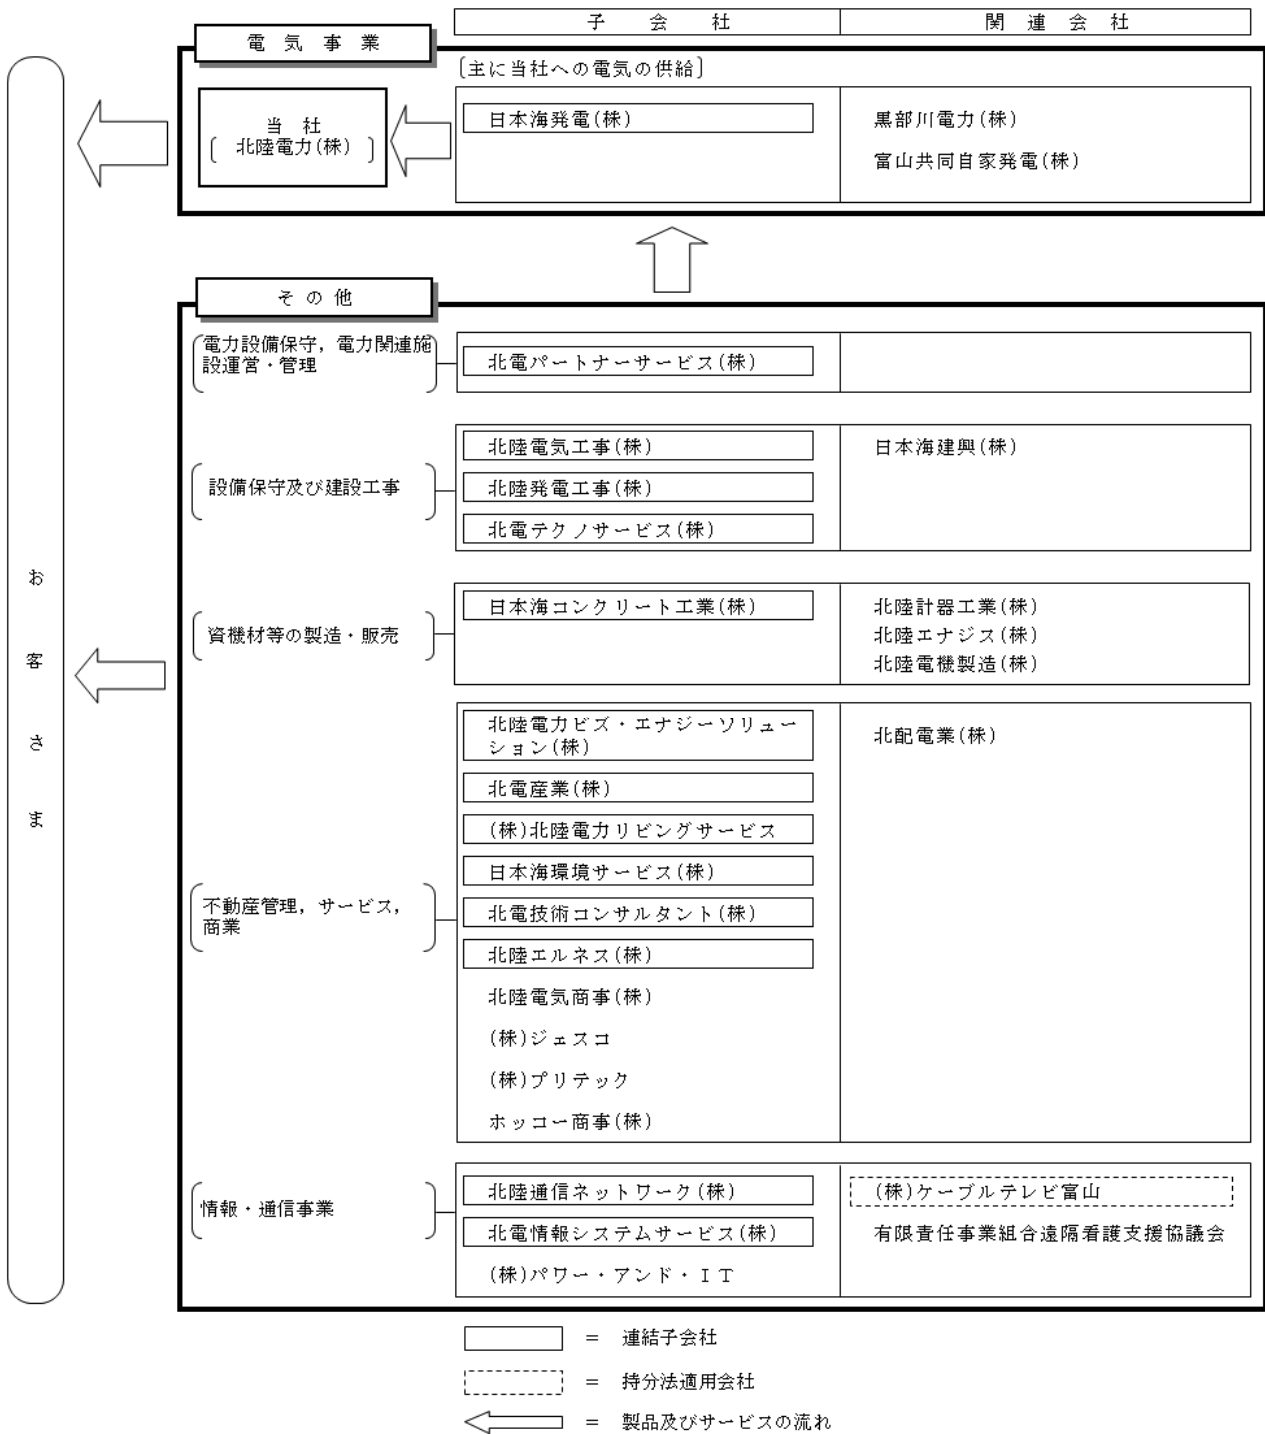 子　会　社
関　連　会　社
電　気　事　業
〔主に当社への電気の供給〕
当　社
〔　北陸電力(株)　〕
日本海発電(株)
黒部川電力(株)
富山共同自家発電(株)
そ　の　他
電力設備保守，電力関連施
設運営・管理
北電パートナーサービス(株)
設備保守及び建設工事
北陸電気工事(株)
北陸発電工事(株)
北電テクノサービス(株)
日本海建興(株)
資機材等の製造・販売
日本海コンクリート工業(株)
北陸計器工業(株)
北陸エナジス(株)
北陸電機製造(株)
不動産管理，サービス，
商業
北陸電力ビズ・エナジーソリュー
ション(株)
北電産業(株)
(株)北陸電力リビングサービス
日本海環境サービス(株)
北電技術コンサルタント(株)
北陸エルネス(株)
北陸電気商事(株)
(株)ジェスコ
(株)プリテック
ホッコー商事(株)
北配電業(株)
情報・通信事業
北陸通信ネットワーク(株)
北電情報システムサービス(株)
(株)パワー・アンド・ＩＴ
(株)ケーブルテレビ富山
有限責任事業組合遠隔看護支援協議会
お客さま
＝　連結子会社
＝　持分法適用会社
＝　製品及びサービスの流れ